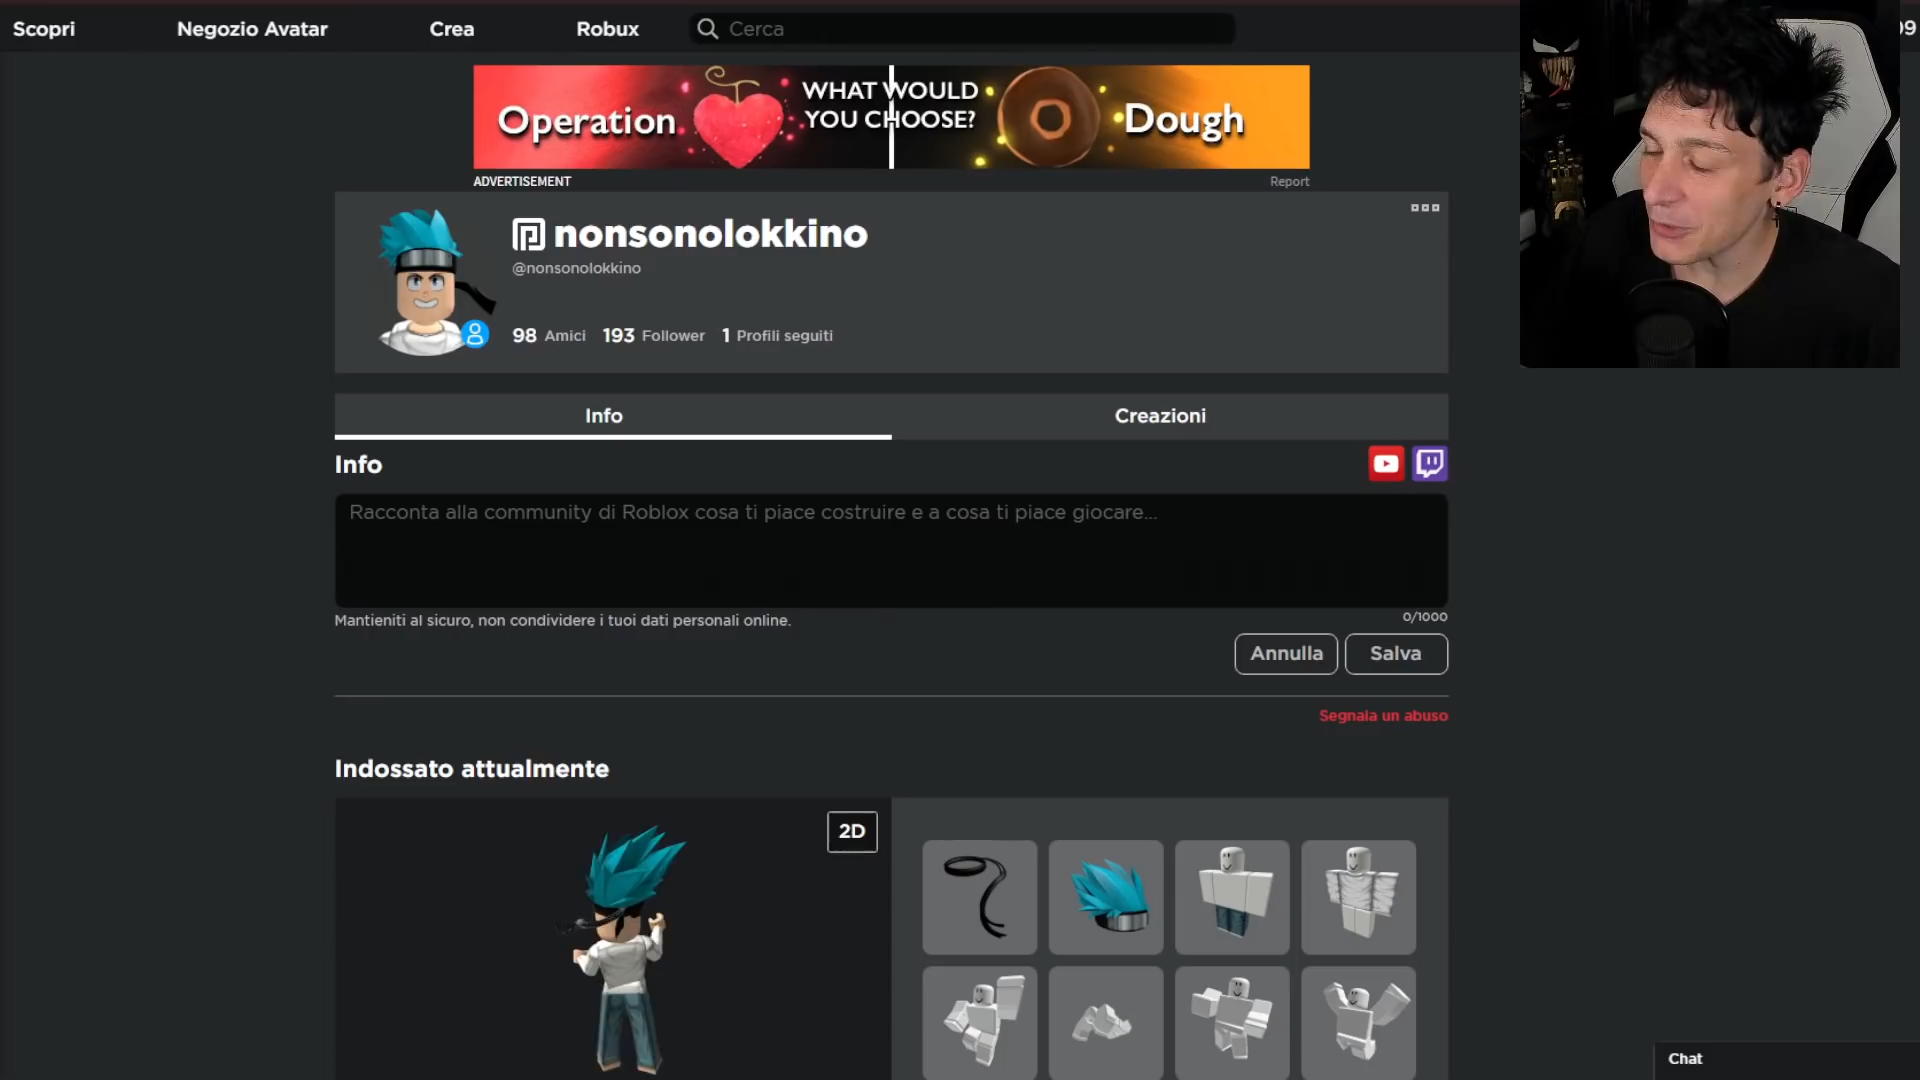 Scopri
Negozio Avatar
Crea
Robux
Cerca
09
Operation
WHAT WOULD
YOU CHOOSE?
Dough
ADVERTISEMENT
Report
nonsonolokkino
@nonsonolokkino
98 Amici 193 Follower 1 Profili seguiti
Info
Creazioni
Info
Racconta alla community di Roblox cosa ti piace costruire e a cosa ti piace giocare...
Mantieniti al sicuro, non condividere i tuoi dati personali online.
0/1000
Annulla
Salva
Segnala un abuso
Indossato attualmente
2D
Chat